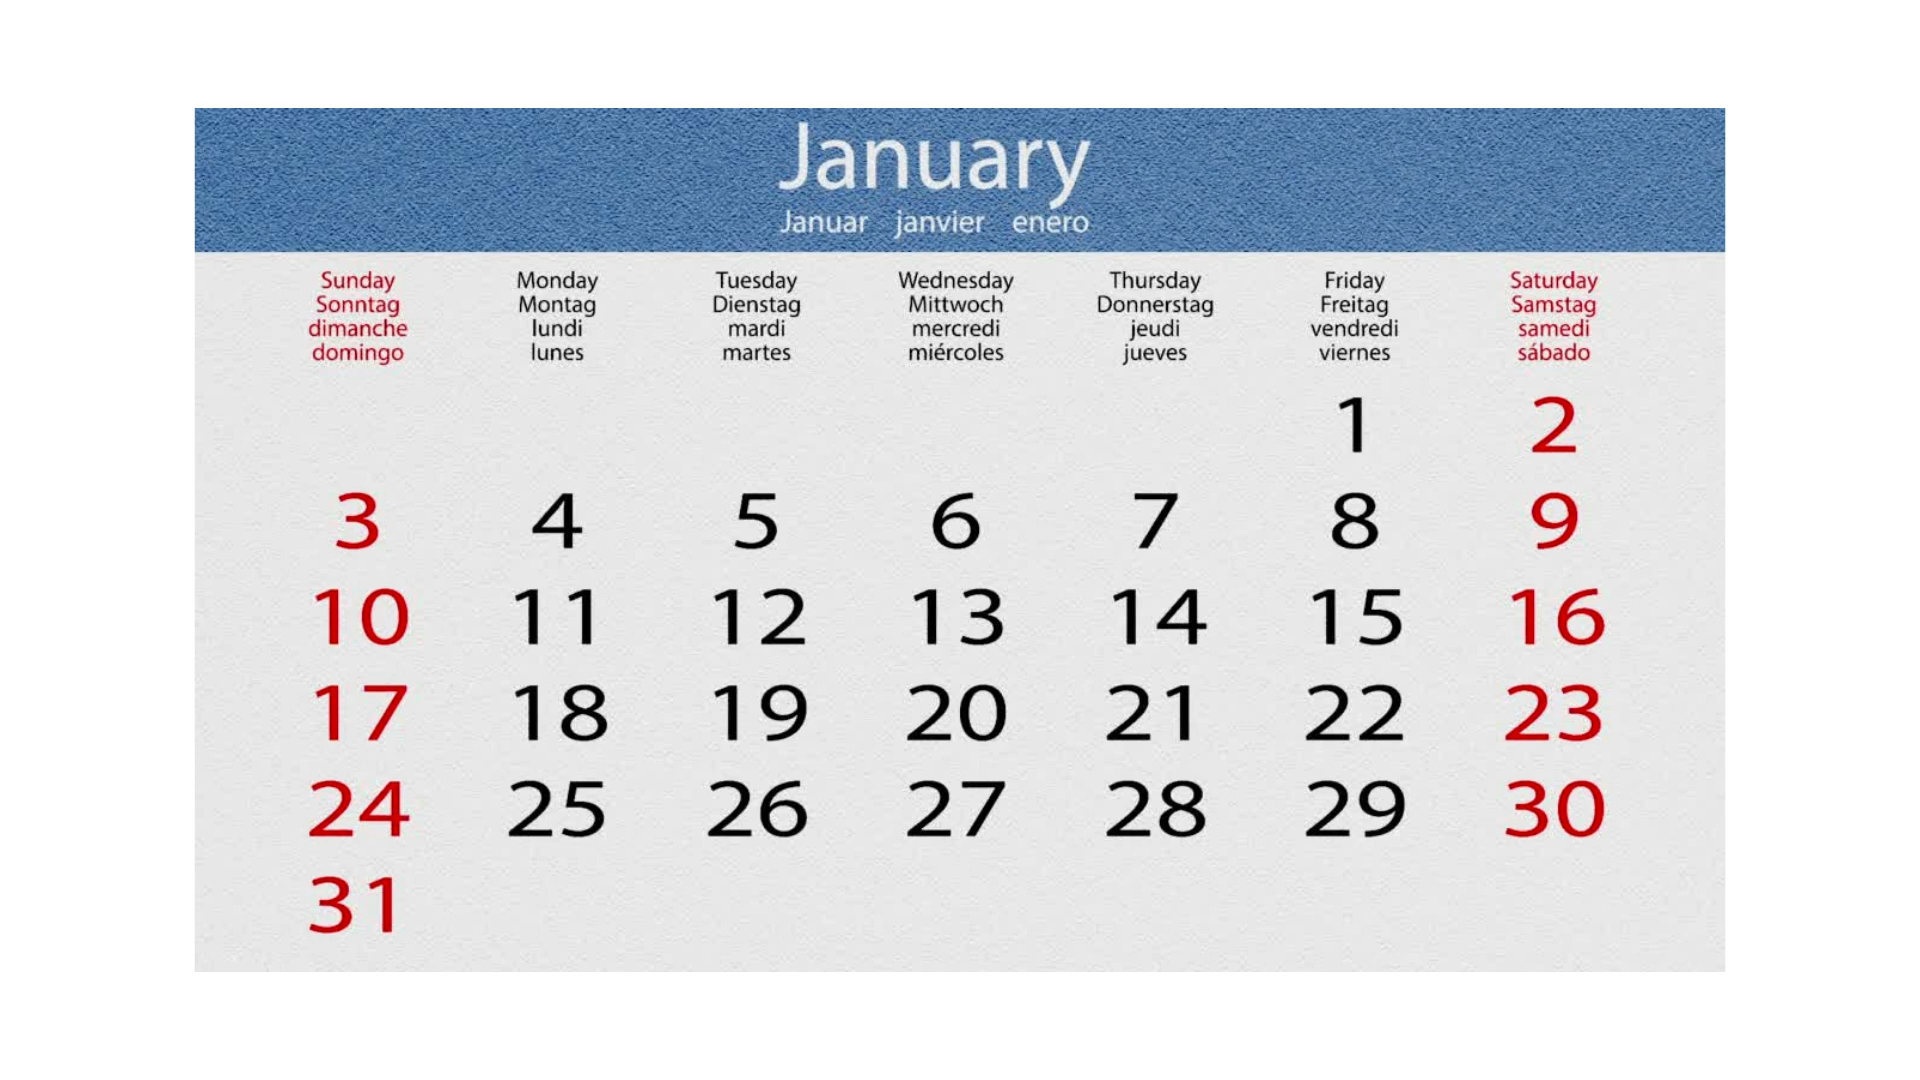 January
Januar janvier enero
Sunday Monday Tuesday Wednesday Thursday Friday Saturday
Sonntag Montag Dienstag Mittwoch Donnerstag Freitag Samstag
dimanche lundi mardi mercredi jeudi vendredi samedi
domingo lunes martes miércoles jueves viernes sábado
1 2
3 4 5 6 7 8 9
10 11 12 13 14 15 16
17 18 19 20 21 22 23
24 25 26 27 28 29 30
31